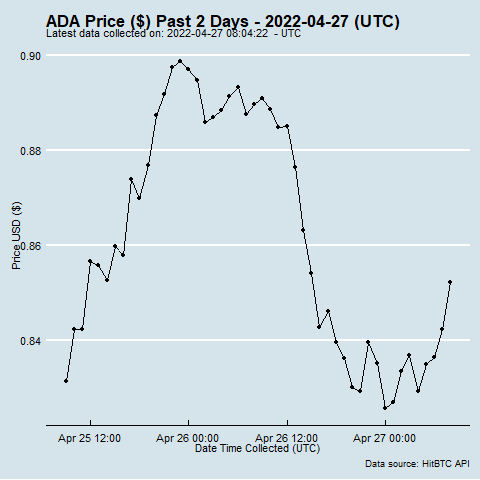 ADA Price ($) Past 2 Days - 2022-04-27 (UTC)
Latest data collected on: 2022-04-27 08:04:22  - UTC
0.90
0.88
0.86
0.84
Price USD ($)
Apr 25 12:00
Apr 26 00:00
Apr 26 12:00
Apr 27 00:00
Date Time Collected (UTC)
Data source: HitBTC API